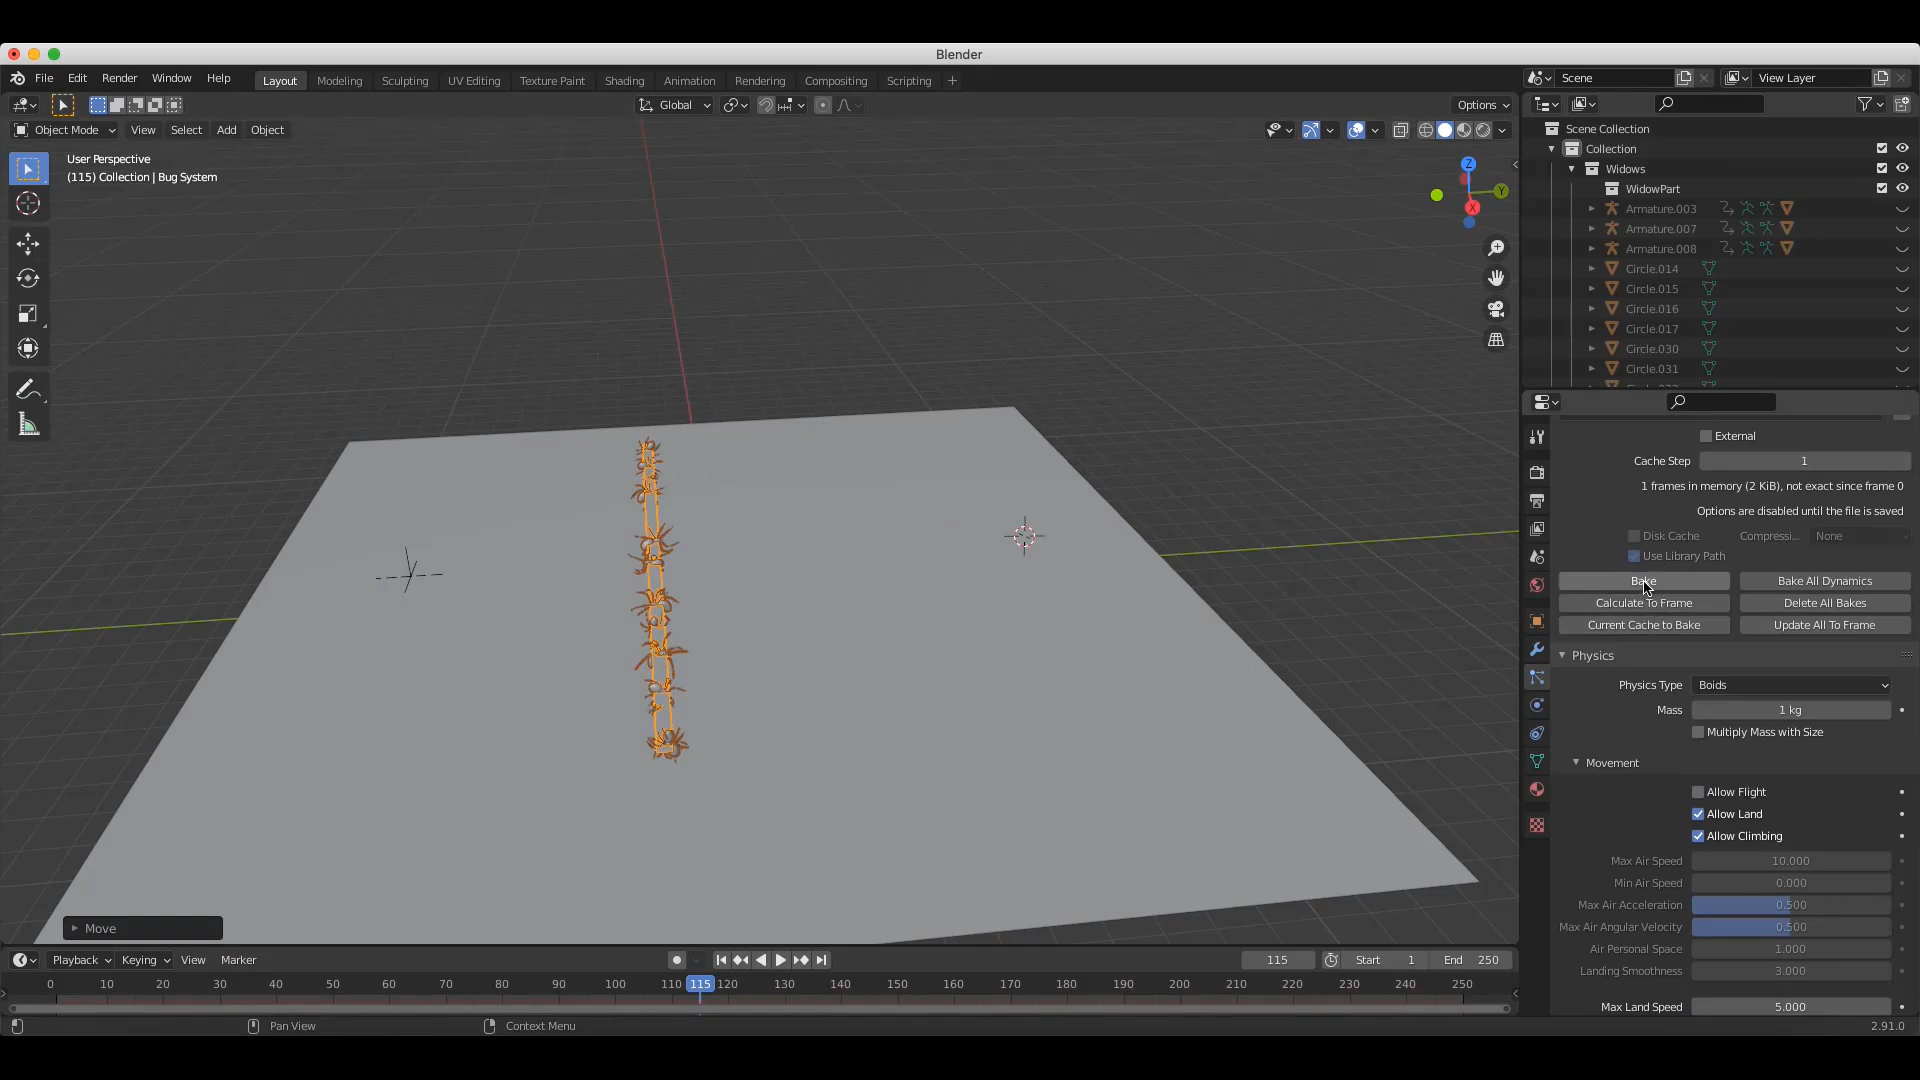 Blender
File Edit Render Window Help
Layout Modeling Sculpting UV Editing Texture Paint Shading Animation Rendering Compositing Scripting +
Scene
View Layer
Global
Options
Object Mode View Select Add Object
User Perspective
(115) Collection | Bug System
Z
Y
X
Scene Collection
Collection
Widows
WidowPart
Armature.003
Armature.007
Armature.008
Circle.014
Circle.015
Circle.016
Circle.017
Circle.030
Circle.031
External
Cache Step 1
1 frames in memory (2 KiB), not exact since frame 0
Options are disabled until the file is saved
Disk Cache Compressi... None
Use Library Path
Bake Bake All Dynamics
Calculate To Frame Delete All Bakes
Current Cache to Bake Update All To Frame
Physics
Physics Type Boids
Mass 1 kg
Multiply Mass with Size
Movement
Allow Flight
Allow Land
Allow Climbing
Max Air Speed 10.000
Min Air Speed 0.000
Max Air Acceleration 0.500
Max Air Angular Velocity 0.500
Air Personal Space 1.000
Landing Smoothness 3.000
Max Land Speed 5.000
Move
Playback Keying View Marker
115 Start 1 End 250
0 10 20 30 40 50 60 70 80 90 100 110 115 120 130 140 150 160 170 180 190 200 210 220 230 240 250
Pan View Context Menu
2.91.0